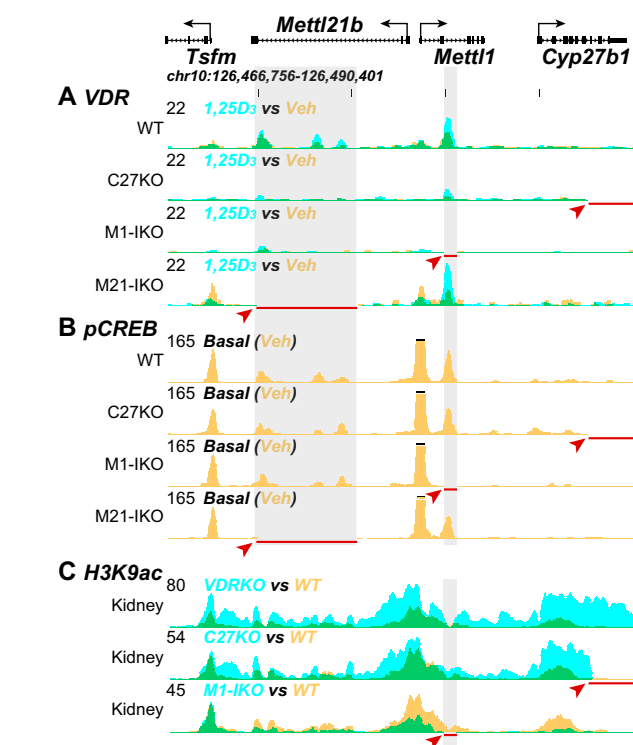 Mettl21b
Tsfm Mettl1 Cyp27b1
chr10:126,466,756-126,490,401
A VDR
22 1,25D3 vs Veh
WT
22 1,25D3 vs Veh
C27KO
22 1,25D3 vs Veh
M1-IKO
22 1,25D3 vs Veh
M21-IKO
B pCREB
165 Basal (Veh)
WT
165 Basal (Veh)
C27KO
165 Basal (Veh)
M1-IKO
165 Basal (Veh)
M21-IKO
C H3K9ac
80 VDRKO vs WT
Kidney
54 C27KO vs WT
Kidney
45 M1-IKO vs WT
Kidney